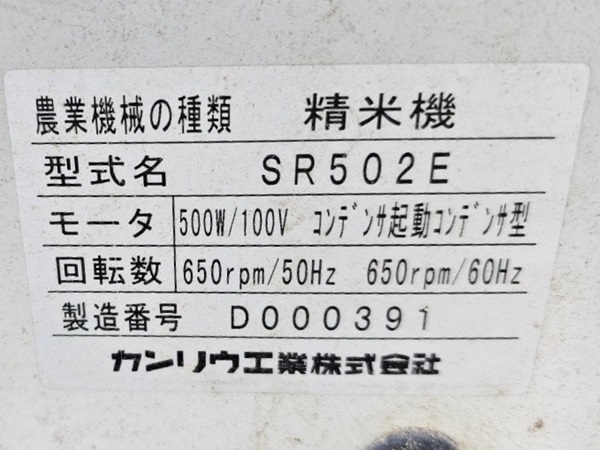 農業機械の種類 精米機
型式名 SR502E
モータ 500W/100V ｺﾝﾃﾞﾝｻ起動ｺﾝﾃﾞﾝｻ型
回転数 650rpm/50Hz 650rpm/60Hz
製造番号 D000391
カンリウ工業株式会社